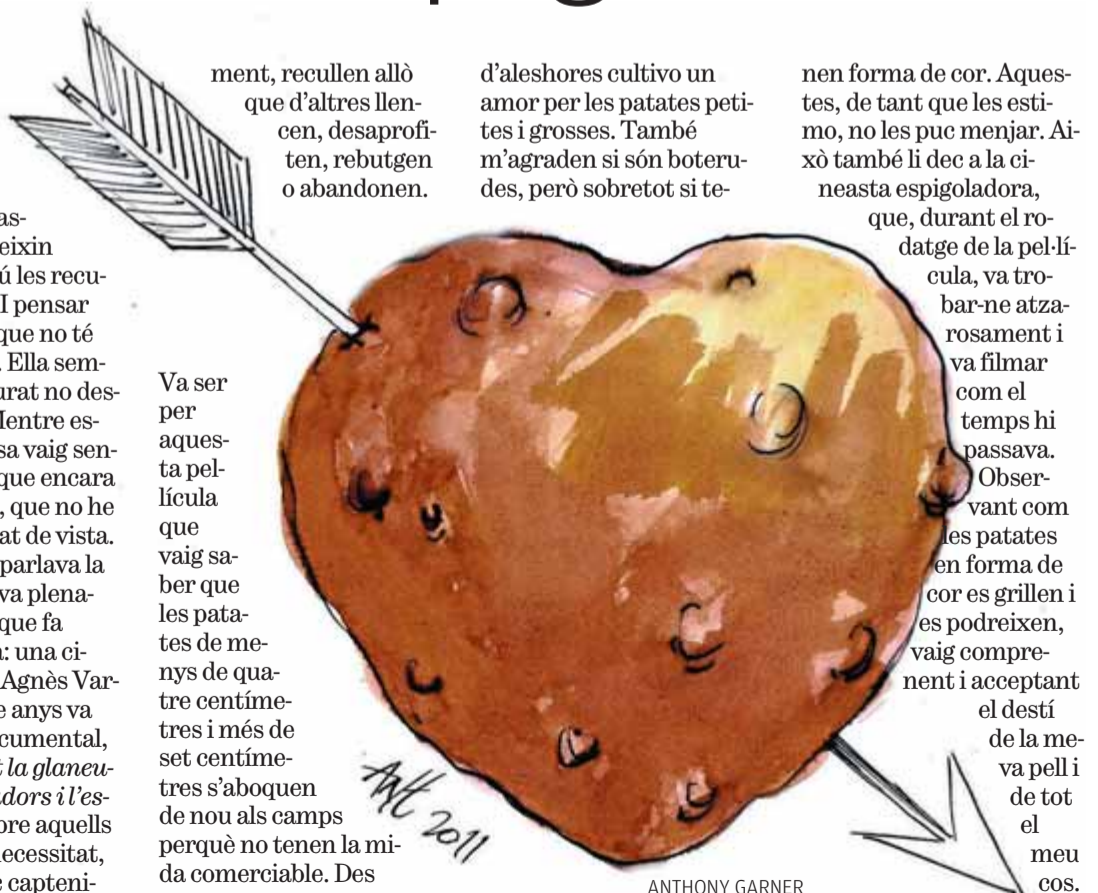 as-
eixin
ú les recu-
I pensar
que no té
. Ella sem-
urat no des-
Mentre es-
sa vaig sen-
que encara
, que no he
at de vista.
parlava la
va plena-
que fa
a: una ci-
Agnès Var-
e anys va
cumental,
t la glaneu-
adors i l'es-
bre aquells
ecessitat,
e capteni-
ment, recullen allò
que d'altres llen-
cen, desaprofi-
ten, rebutgen
o abandonen.
Va ser
per
aques-
ta pel-
lícula
que
vaig sa-
ber que
les pata-
tes de me-
nys de qua-
tre centíme-
tres i més de
set centíme-
tres s'aboquen
de nou als camps
perquè no tenen la mi-
da comerciable. Des
d'aleshores cultivo un
amor per les patates peti-
tes i grosses. També
m'agraden si són boteru-
des, però sobretot si te-
nen forma de cor. Aques-
tes, de tant que les esti-
mo, no les puc menjar. Ai-
xò també li dec a la ci-
neasta espigoladora,
que, durant el ro-
datge de la pel·lí-
cula, va tro-
bar-ne atza-
rosament i
va filmar
com el
temps hi
passava.
Obser-
vant com
les patates
en forma de
cor es grillen i
es podreixen,
vaig compre-
nent i acceptant
el destí
de la me-
va pell i
de tot
el
meu
cos.
2011
ANTHONY GARNER